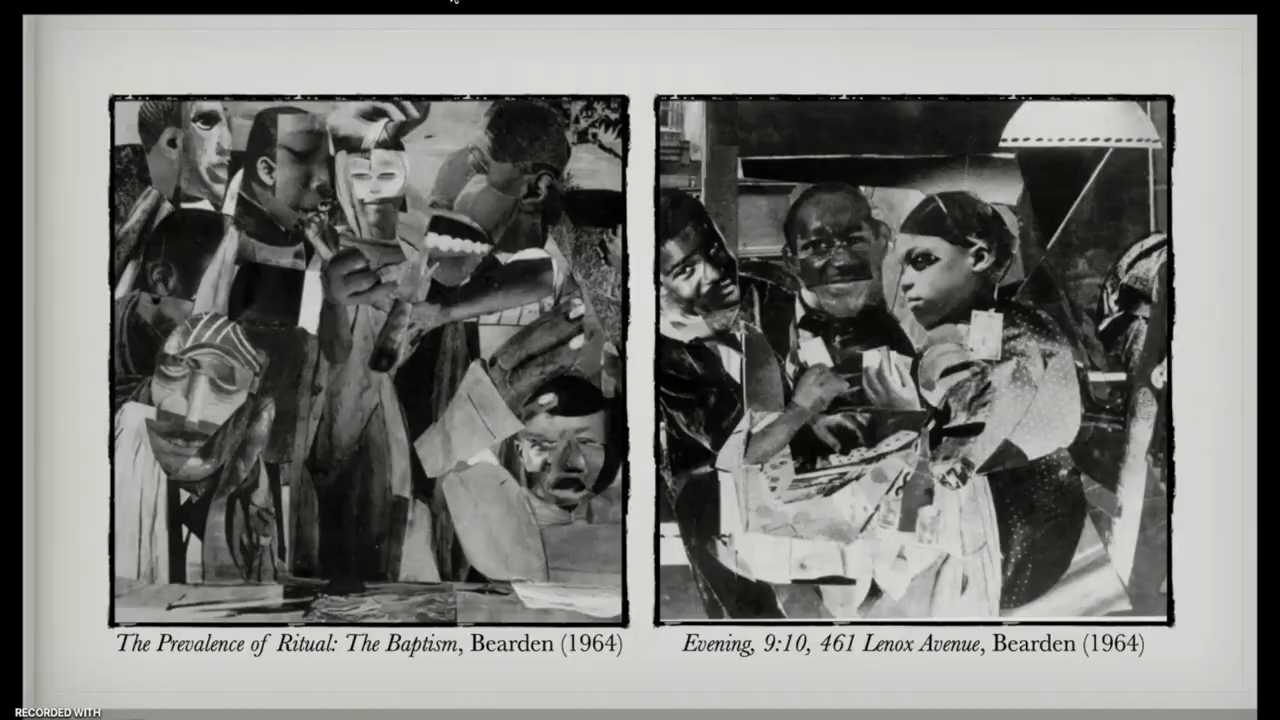 The Prevalence of Ritual: The Baptism, Bearden (1964)
Evening, 9:10, 461 Lenox Avenue, Bearden (1964)
RECORDED WITH